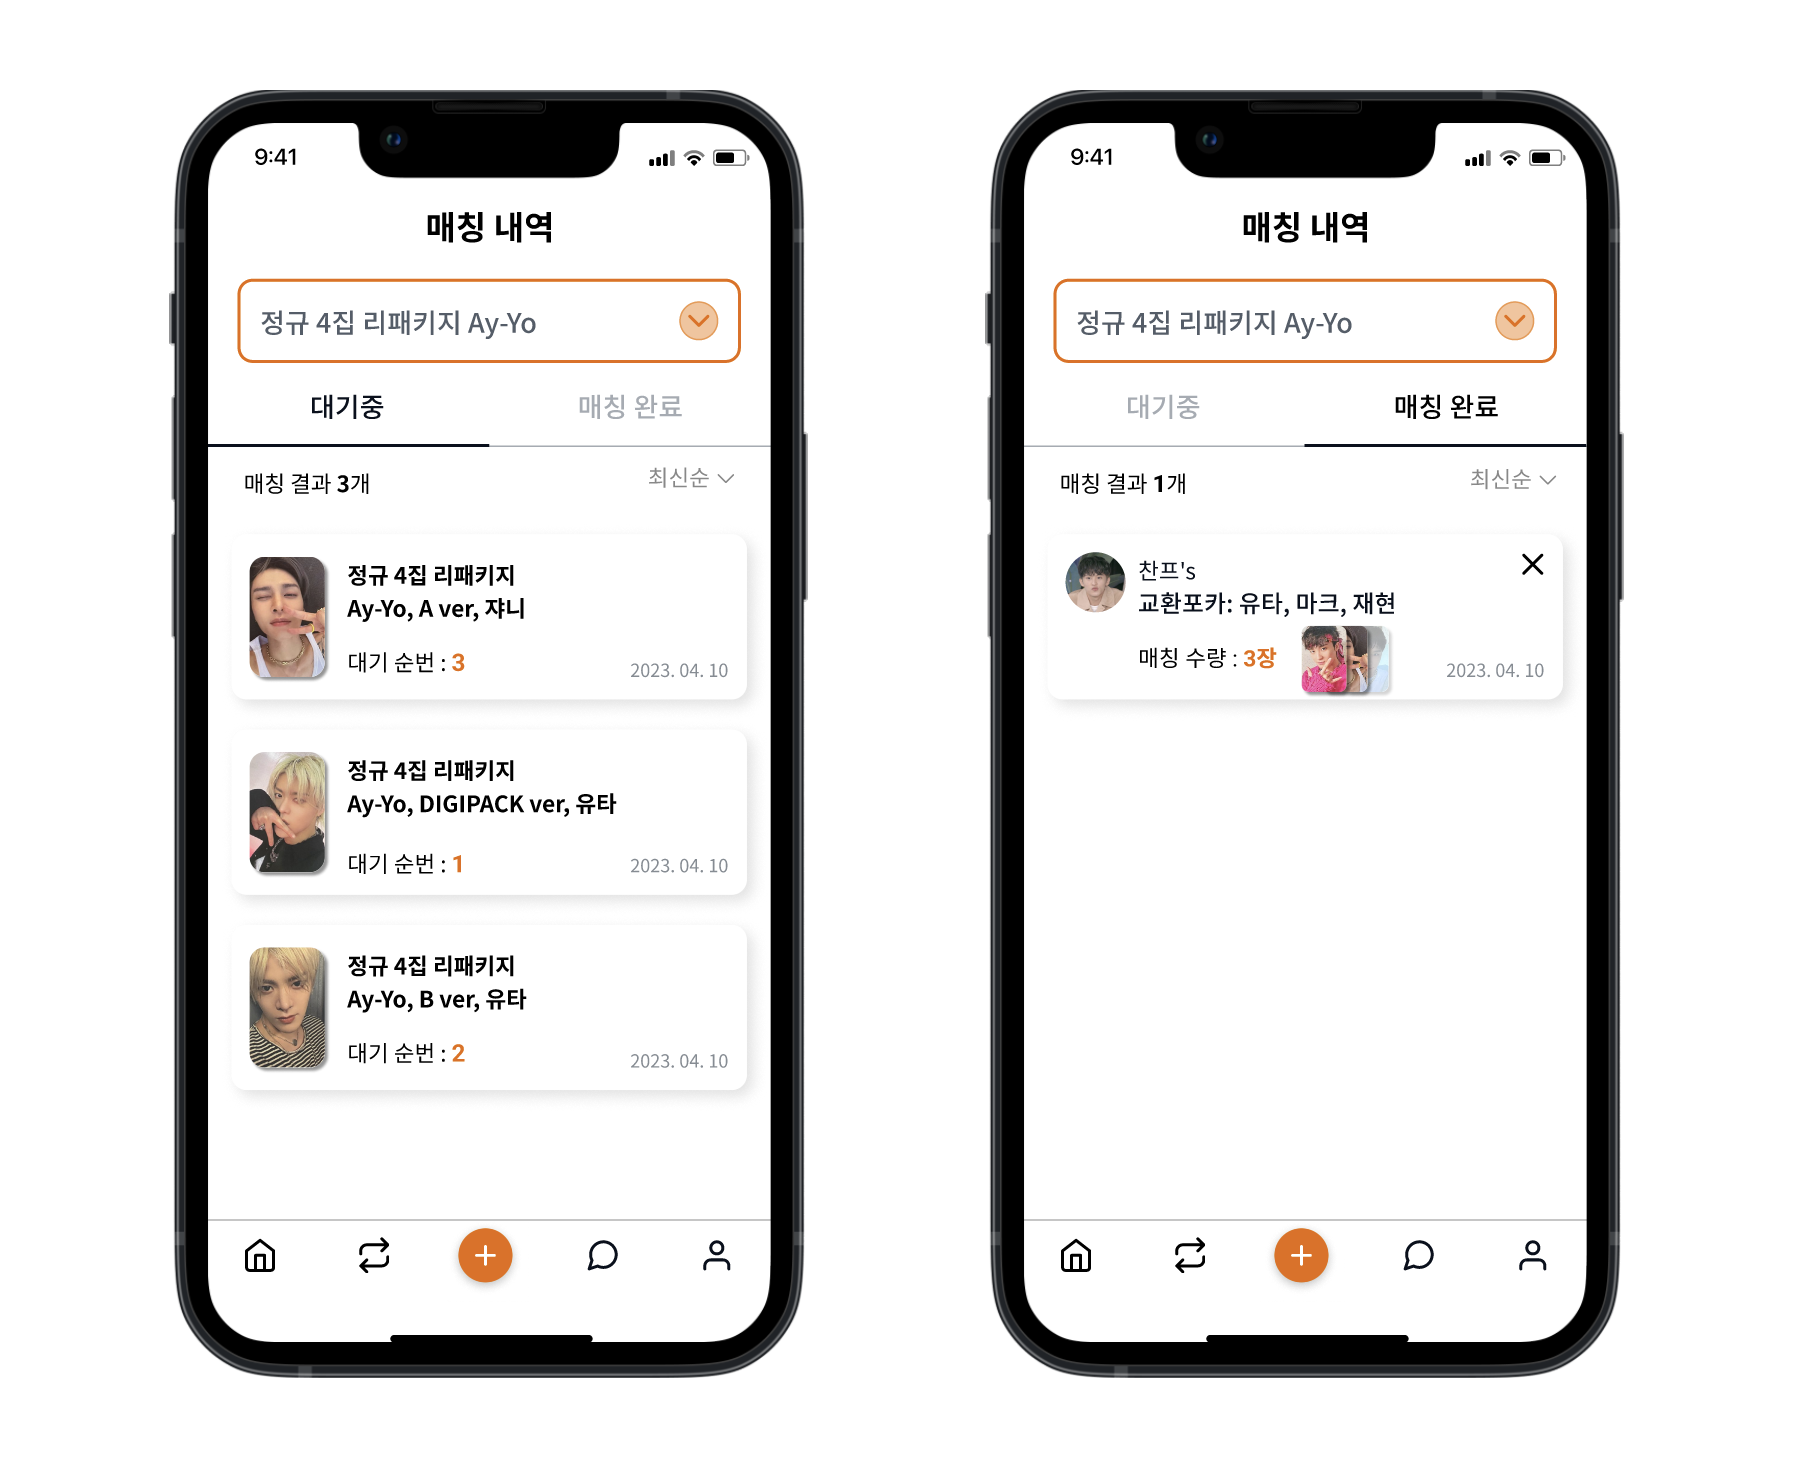 9:41
매칭 내역
정규 4집 리패키지 Ay-Yo
대기중
매칭 완료
매칭 결과 3개
최신순
정규 4집 리패키지
Ay-Yo, A ver, 쟈니
대기 순번 : 3
2023. 04. 10
정규 4집 리패키지
Ay-Yo, DIGIPACK ver, 유타
대기 순번 : 1
2023. 04. 10
정규 4집 리패키지
Ay-Yo, B ver, 유타
대기 순번 : 2
2023. 04. 10
9:41
매칭 내역
정규 4집 리패키지 Ay-Yo
대기중
매칭 완료
매칭 결과 1개
최신순
찬프's
교환포카: 유타, 마크, 재현
매칭 수량 : 3장
2023. 04. 10